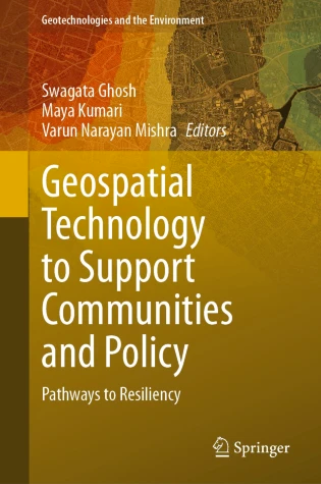 Geotechnologies and the Environment
Swagata Ghosh
Maya Kumari
Varun Narayan Mishra Editors
Geospatial
Technology
to Support
Communities
and Policy
Pathways to Resiliency
Springer